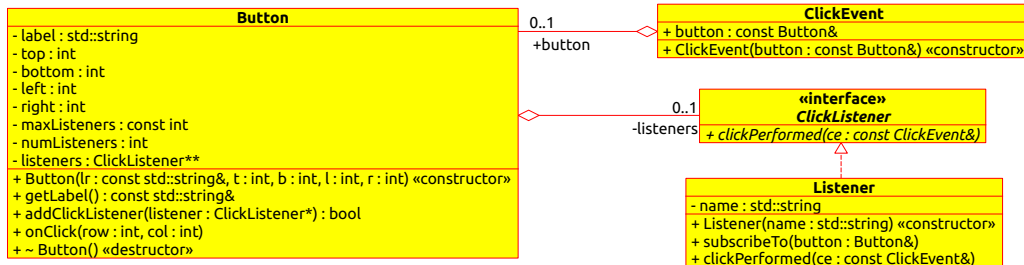 Button
- label : std::string
- top : int
- bottom : int
- left : int
- right : int
- maxListeners : const int
- numListeners : int
- listeners : ClickListener**
+ Button(lr : const std::string&, t : int, b : int, l : int, r : int) «constructor»
+ getLabel() : const std::string&
+ addClickListener(listener : ClickListener*) : bool
+ onClick(row : int, col : int)
+ ~ Button() «destructor»
0..1
+button
ClickEvent
+ button : const Button&
+ ClickEvent(button : const Button&) «constructor»
0..1
-listeners
«interface»
ClickListener
+ clickPerformed(ce : const ClickEvent&)
Listener
- name : std::string
+ Listener(name : std::string) «constructor»
+ subscribeTo(button : Button&)
+ clickPerformed(ce : const ClickEvent&)